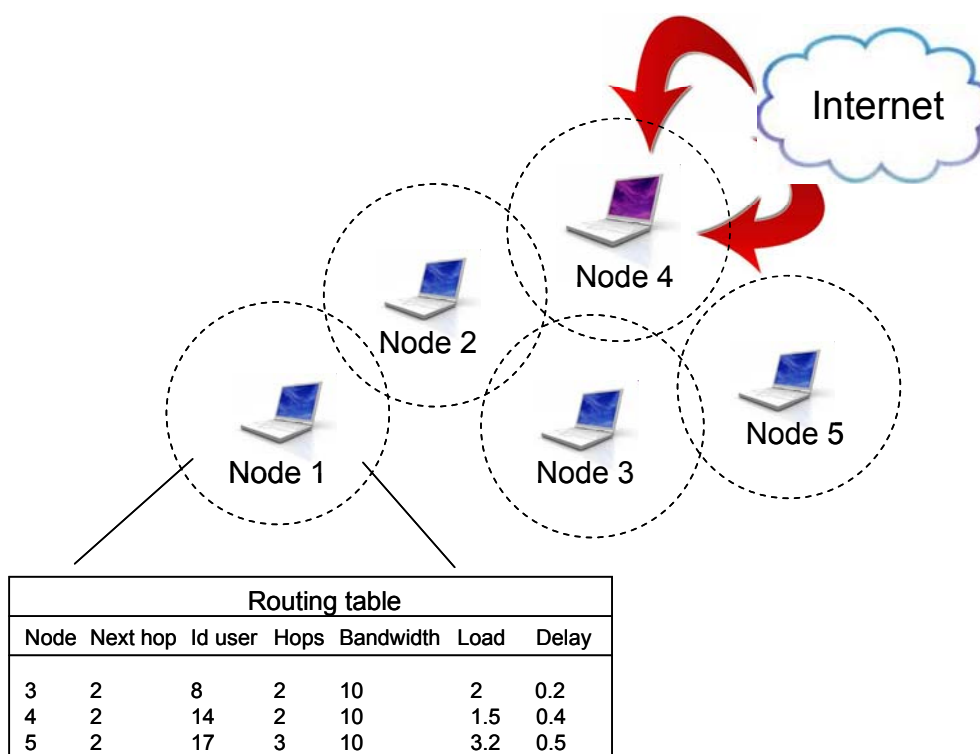 Internet
Node 4
Node 2
Node 5
Node 1
Node 3
Routing table
Node Next hop Id user Hops Bandwidth Load Delay
3 2 8 2 10 2 0.2
4 2 14 2 10 1.5 0.4
5 2 17 3 10 3.2 0.5